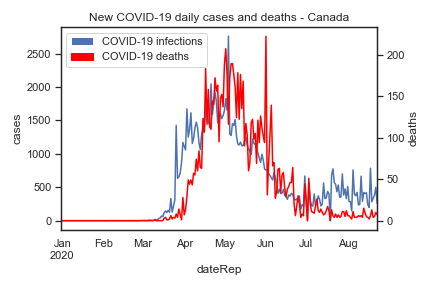 New COVID-19 daily cases and deaths - Canada
COVID-19 infections
COVID-19 deaths
cases
2500
2000
1500
1000
500
0
deaths
200
150
100
50
0
Jan Feb Mar Apr May Jun Jul Aug
2020
dateRep